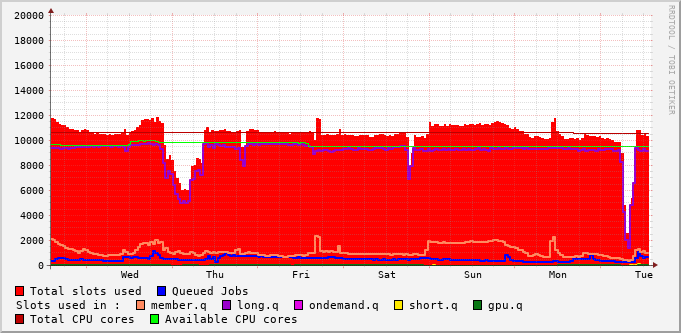 20000
18000
16000
14000
12000
10000
8000
6000
4000
2000
0
Wed Thu Fri Sat Sun Mon Tue
RRDTOOL / TOBI OETIKER
Total slots used Queued Jobs
Slots used in : member.q long.q ondemand.q short.q gpu.q
Total CPU cores Available CPU cores